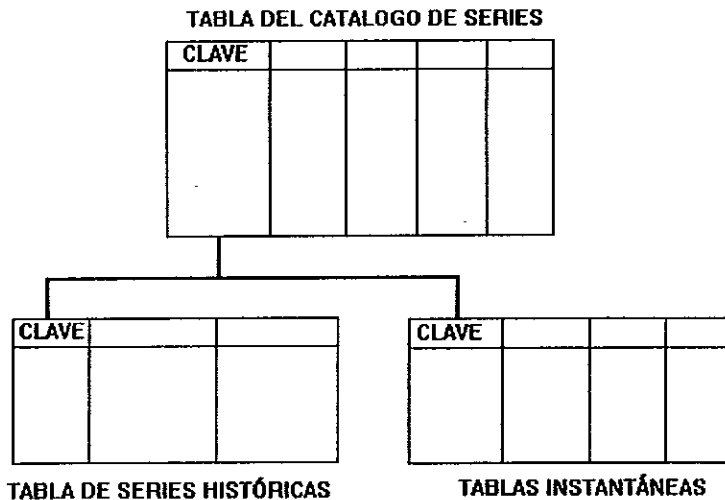 TABLA DEL CATALOGO DE SERIES
CLAVE
CLAVE
CLAVE
TABLA DE SERIES HISTÓRICAS
TABLAS INSTANTÁNEAS